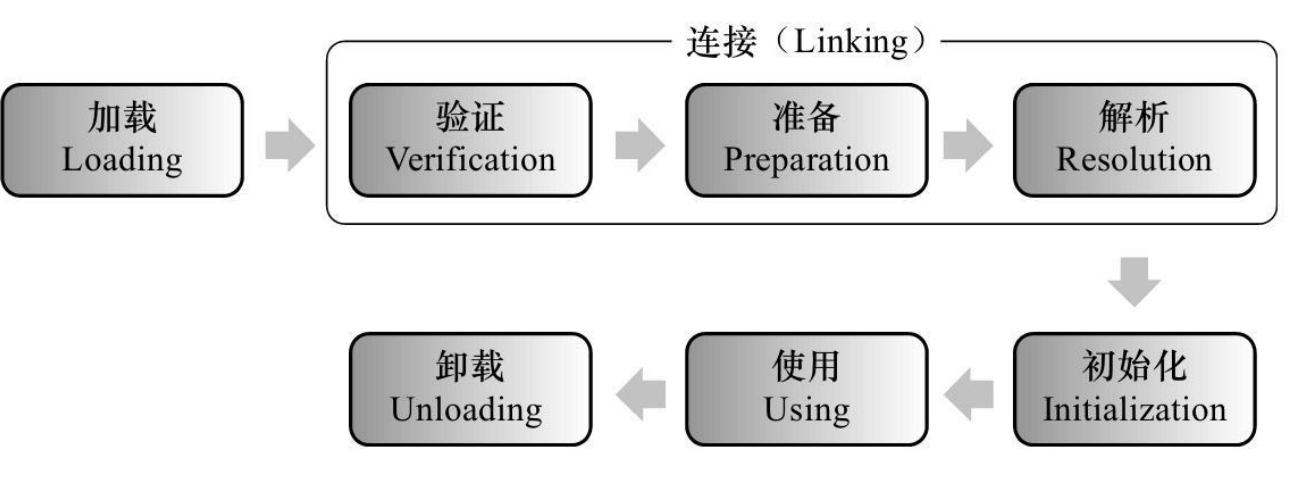 连接（Linking）
加载
Loading
验证
Verification
准备
Preparation
解析
Resolution
初始化
Initialization
使用
Using
卸载
Unloading